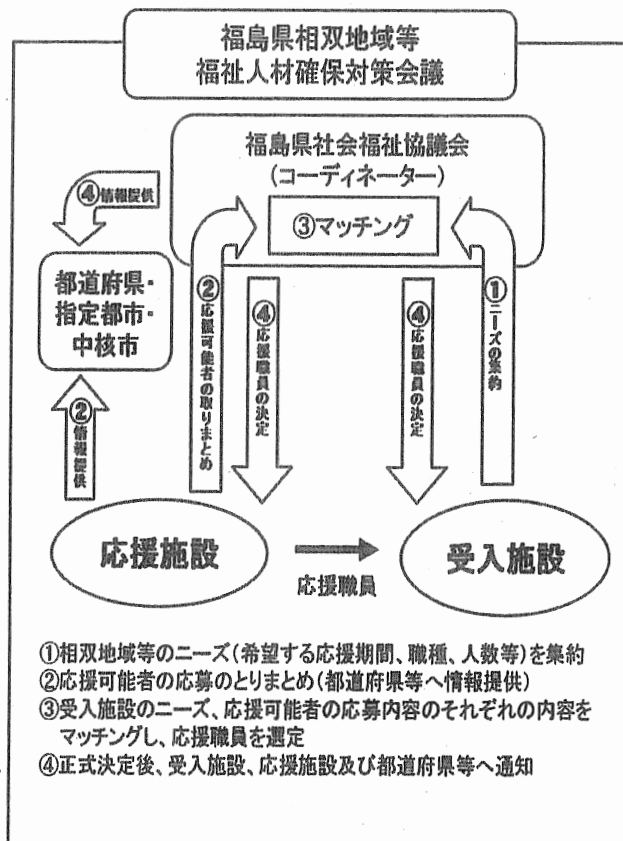 福島県相双地域等
福祉人材確保対策会議
福島県社会福祉協議会
(コーディネーター)
③マッチング
④情報提供
都道府県・
指定都市・
中核市
②情報提供
②応援可能者の取りまとめ
④応援職員の決定
④応援職員の決定
①ニーズの集約
応援施設
応援職員
受入施設
①相双地域等のニーズ(希望する応援期間、職種、人数等)を集約
②応援可能者の応募のとりまとめ(都道府県等へ情報提供)
③受入施設のニーズ、応援可能者の応募内容のそれぞれの内容を
マッチングし、応援職員を選定
④正式決定後、受入施設、応援施設及び都道府県等へ通知